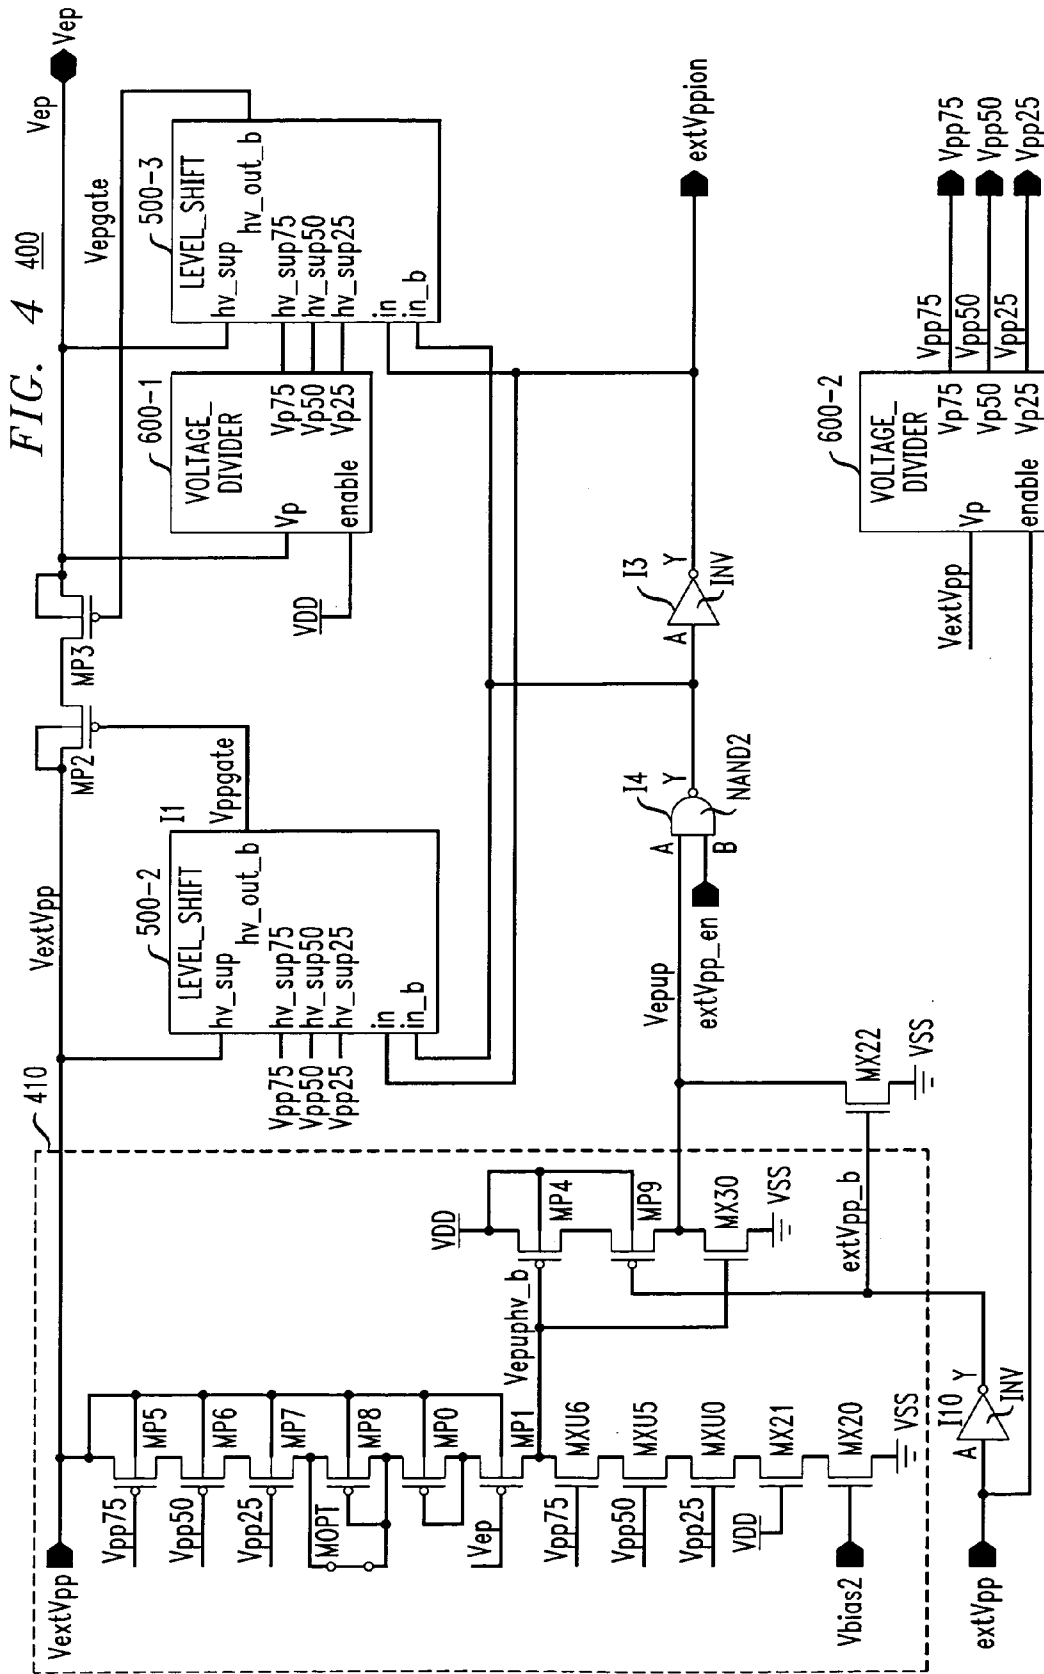 FIG. 4 400
VextVpp
410
VextVpp
Vep
Vep
MP2
MP3
Vepgate
Vppgate
I1
500-2
LEVEL_SHIFT
hv_sup
hv_out_b
hv_sup75
hv_sup50
hv_sup25
in
in_b
Vpp75
Vpp50
Vpp25
600-1
VOLTAGE_
DIVIDER
Vp
Vp75
Vp50
Vp25
enable
VDD
500-3
LEVEL_SHIFT
hv_sup
hv_out_b
hv_sup75
hv_sup50
hv_sup25
in
in_b
Vpp75
MP5
Vpp50
MP6
Vpp25
MP7
MOPT
MP8
MP0
Vep
MP1
Vpp75
MXU6
Vpp50
MXU5
Vpp25
MXU0
VDD
MX21
Vbias2
MX20
VSS
VDD
Vepuphv_b
MP4
MP9
MX30
VSS
extVpp_b
MX22
VSS
Vepup
extVpp_en
A
B
I4
Y
NAND2
A
I3
Y
INV
extVppion
extVpp
A
I10
Y
INV
VextVpp
600-2
VOLTAGE_
DIVIDER
Vp
Vp75
Vp50
Vp25
enable
Vpp75
Vpp50
Vpp25
Vpp75
Vpp50
Vpp25